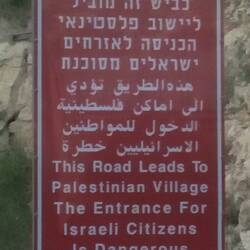 כביש זה מוביל
ליישוב פלסטינאי
הכניסה לאזרחים
ישראלים מסוכנת
هذه الطريق تؤدي
الى اماكن فلسطينية
الدخول للمواطنين
الاسرائيليين خطرة
This Road Leads To
Palestinian Village
The Entrance For
Israeli Citizens
Is Dangerous